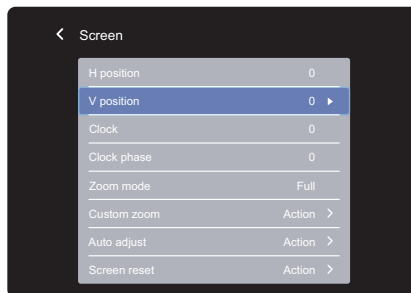 Screen
H position 0
V position 0
Clock 0
Clock phase 0
Zoom mode Full
Custom zoom Action
Auto adjust Action
Screen reset Action